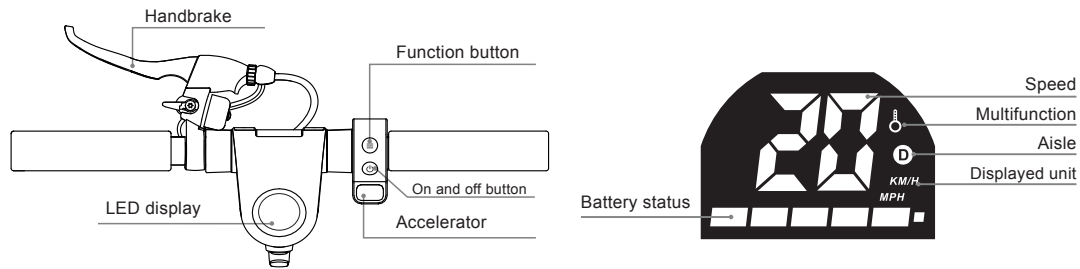 Handbrake
Function button
On and off button
LED display
Accelerator
20
Speed
Multifunction
D
Aisle
KM/H
Displayed unit
MPH
Battery status